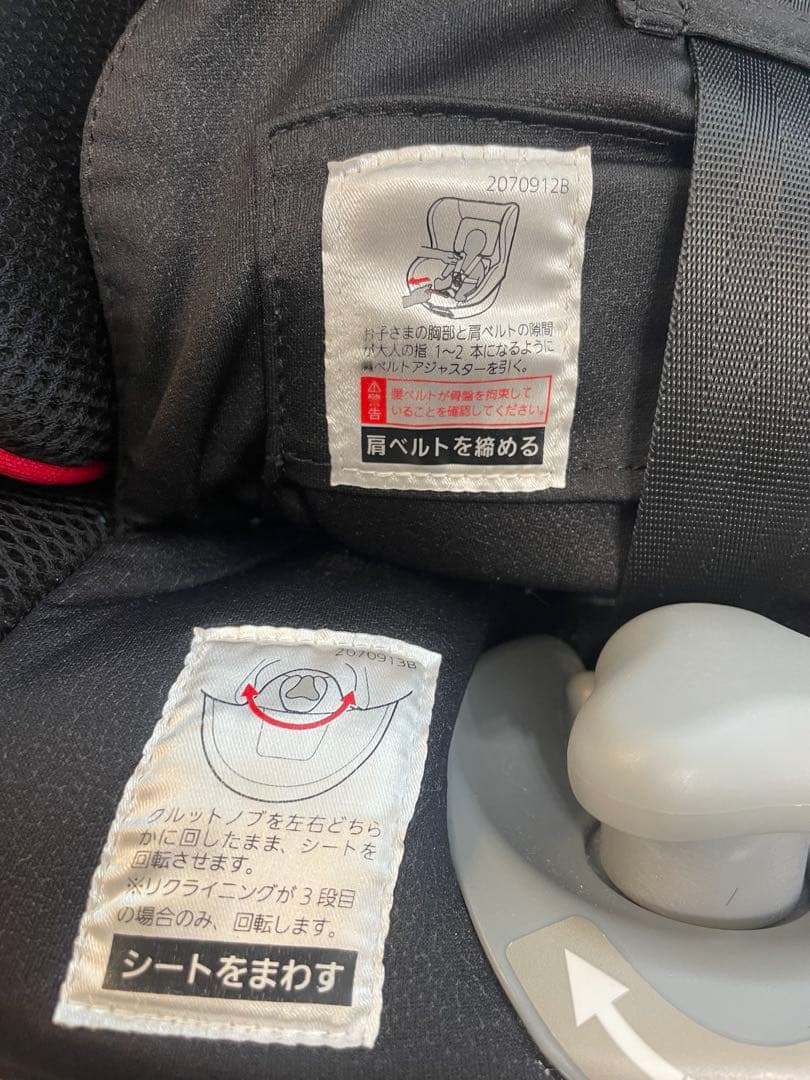 2070912B
お子さまの胸部と肩ベルトの隙間
が大人の指 1〜2 本になるように
肩ベルトアジャスターを引く。
警告
腰ベルトが骨盤を拘束して
いることを確認してください。
肩ベルトを締める
2070913B
クルットノブを左右どちら
かに回したまま、シートを
回転させます。
※リクライニングが3段目
の場合のみ、回転します。
シートをまわす